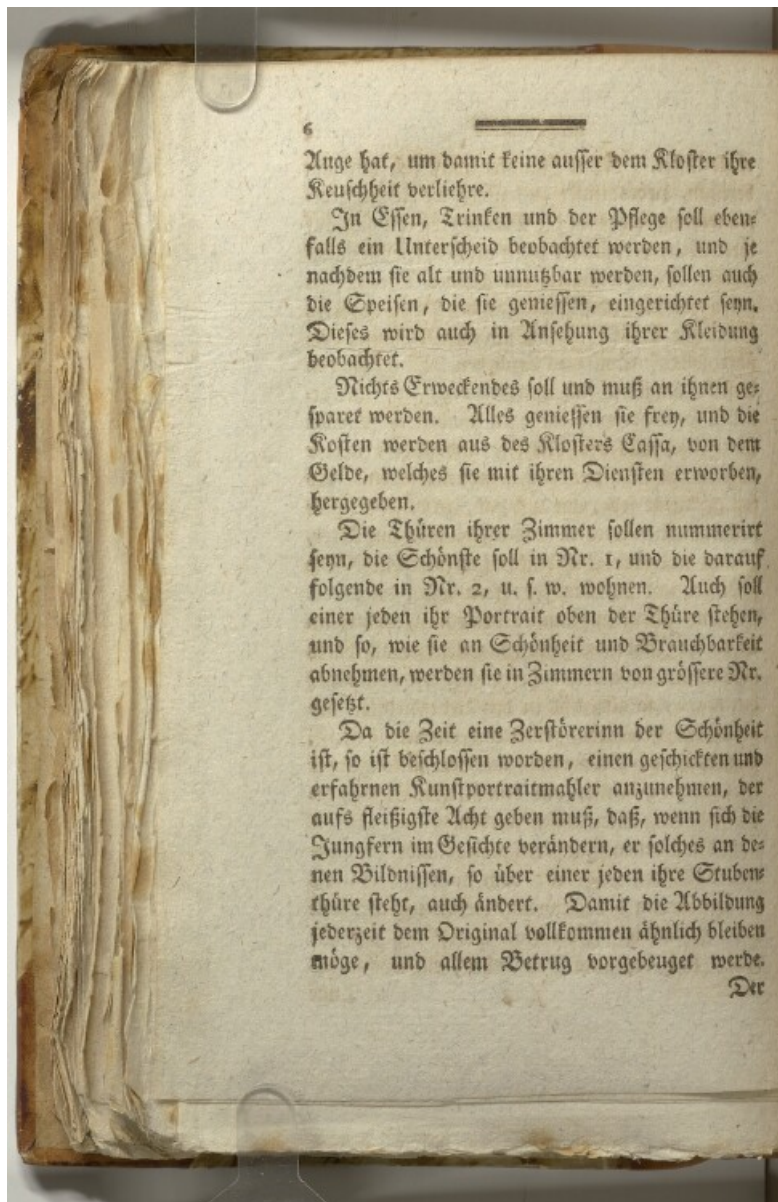 6
Auge hat, um damit keine ausser dem Kloster ihre
Keuschheit verliehre.
In Essen, Trinken und der Pflege soll eben-
falls ein Unterscheid beobachtet werden, und je
nachdem sie alt und unnutzbar werden, sollen auch
die Speisen, die sie geniessen, eingerichtet seyn.
Dieses wird auch in Ansehung ihrer Kleidung
beobachtet.
Nichts Erweckendes soll und muß an ihnen ge-
sparet werden. Alles geniessen sie frey, und die
Kosten werden aus des Klosters Cassa, von dem
Gelde, welches sie mit ihren Diensten erworben,
hergegeben.
Die Thüren ihrer Zimmer sollen nummerirt
seyn, die Schönste soll in Nr. 1, und die darauf
folgende in Nr. 2, u. s. w. wohnen. Auch soll
einer jeden ihr Portrait oben der Thüre stehen,
und so, wie sie an Schönheit und Brauchbarkeit
abnehmen, werden sie in Zimmern von grössere Nr.
gesetzt.
Da die Zeit eine Zerstörerinn der Schönheit
ist, so ist beschlossen worden, einen geschickten und
erfahrnen Kunstportraitmahler anzunehmen, der
aufs fleißigste Acht geben muß, daß, wenn sich die
Jungfern im Gesichte verändern, er solches an de-
nen Bildnissen, so über einer jeden ihre Stuben-
thüre steht, auch ändert. Damit die Abbildung
jederzeit dem Original vollkommen ähnlich bleiben
möge, und allem Betrug vorgebeuget werde.
Der